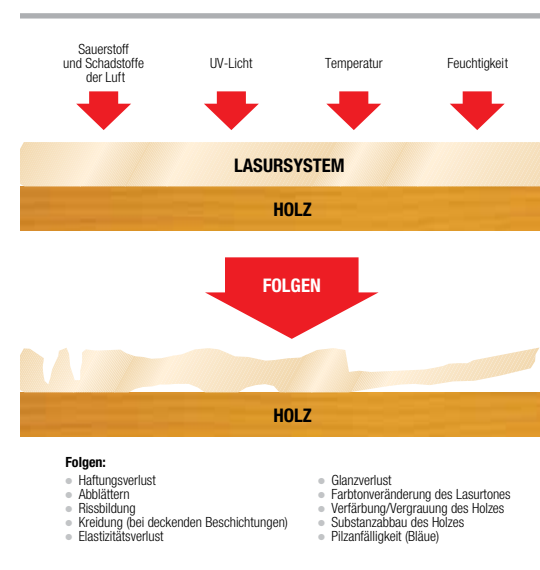 Sauerstoff
und Schadstoffe
der Luft
UV-Licht
Temperatur
Feuchtigkeit
LASURSYSTEM
HOLZ
FOLGEN
HOLZ
Folgen:
Haftungsverlust
Abblättern
Rissbildung
Kreidung (bei deckenden Beschichtungen)
Elastizitätsverlust
Glanzverlust
Farbtonveränderung des Lasurtones
Verfärbung/Vergrauung des Holzes
Substanzabbau des Holzes
Pilzanfälligkeit (Bläue)